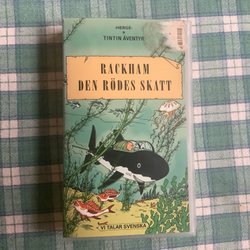 -HERGÉ-
TINTIN ÄVENTYR
RACKHAM
DEN RÖDES SKATT
VI TALAR SVENSKA